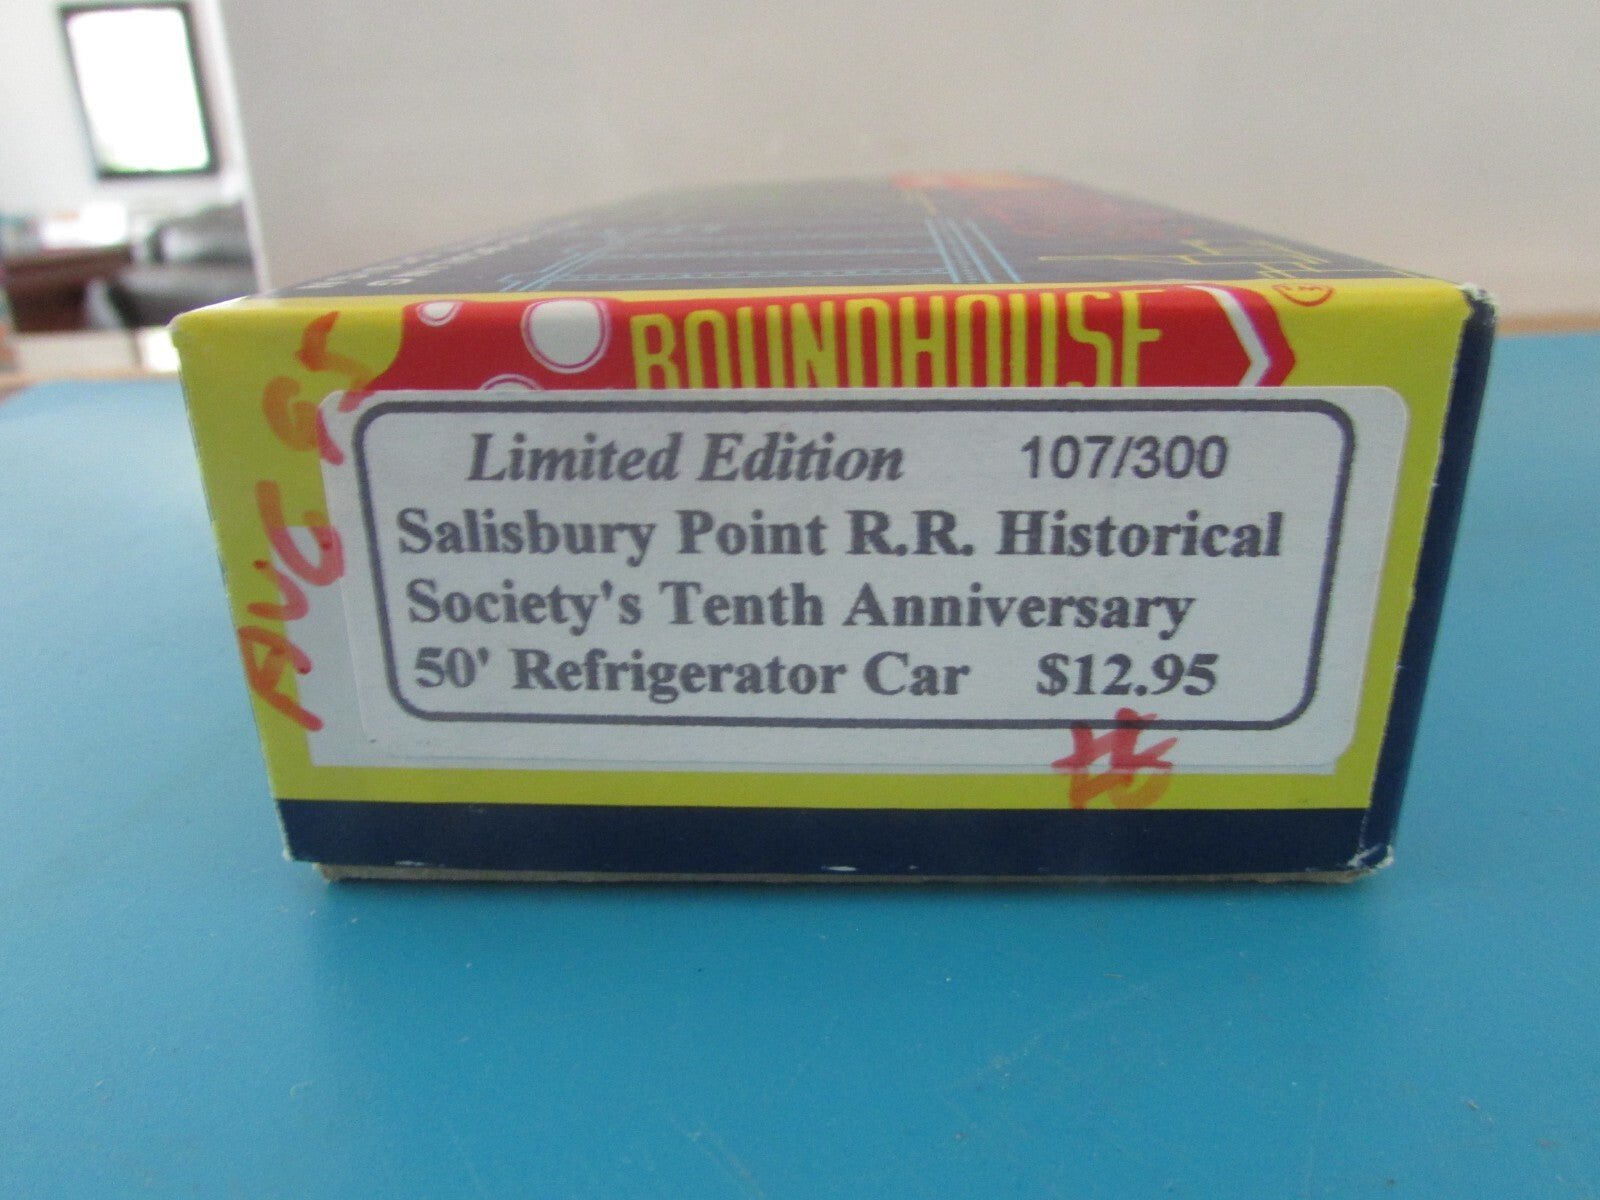 ROUNDHOUSE
Limited Edition 107/300
Salisbury Point R.R. Historical
Society's Tenth Anniversary
50' Refrigerator Car $12.95